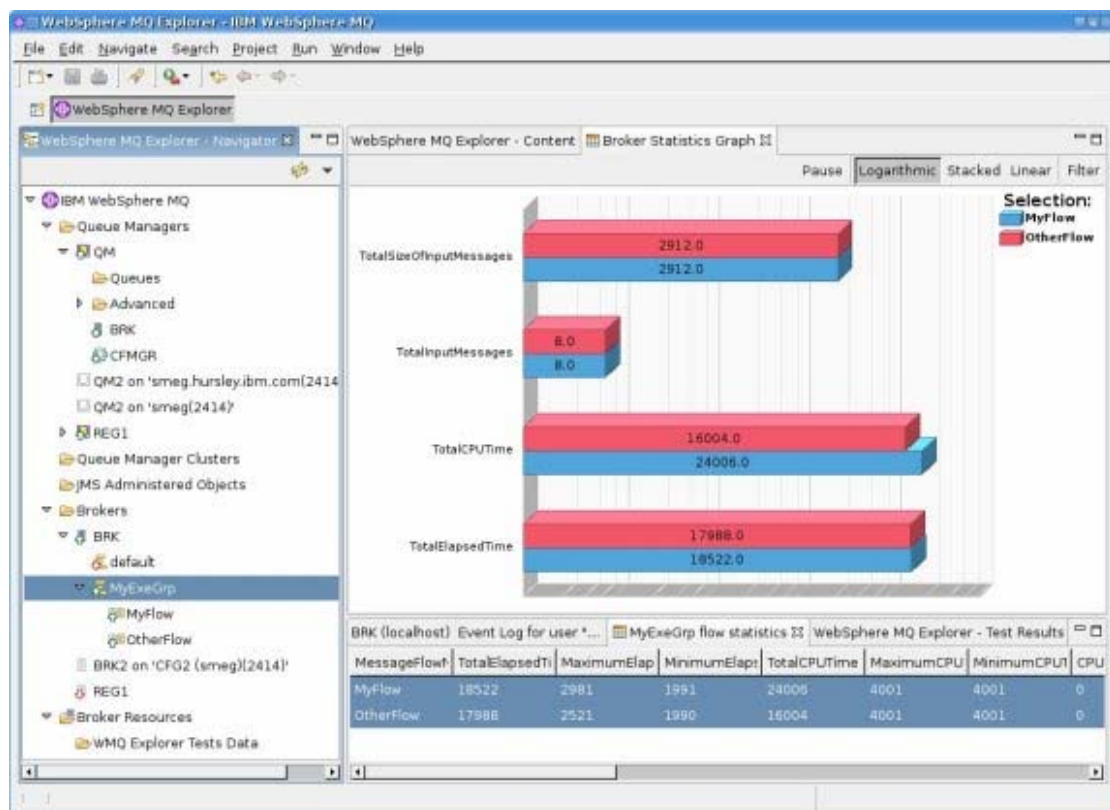 WebSphere MQ Explorer - IBM WebSphere MQ
File Edit Navigate Search Project Run Window Help
WebSphere MQ Explorer
WebSphere MQ Explorer - Navigator
IBM WebSphere MQ
Queue Managers
QM
Queues
Advanced
BRK
CFMGR
QM2 on 'smeg.hursley.ibm.com(2414
QM2 on 'smeg(2414)'
REG1
Queue Manager Clusters
JMS Administered Objects
Brokers
BRK
default
MyExeGrp
MyFlow
OtherFlow
BRK2 on 'CFG2 (smeg)(2414)'
REG1
Broker Resources
WMQ Explorer Tests Data
WebSphere MQ Explorer - Content Broker Statistics Graph
Pause Logarithmic Stacked Linear Filter
Selection:
MyFlow
OtherFlow
TotalSizeOfInputMessages
2912.0
2912.0
TotalInputMessages
8.0
8.0
TotalCPUTime
16004.0
24006.0
TotalElapsedTime
17988.0
18522.0
BRK (localhost) Event Log for user "... MyExeGrp flow statistics WebSphere MQ Explorer - Test Results
MessageFlowN TotalElapsedTi MaximumElap MinimumElaps TotalCPUTime MaximumCPU MinimumCPUT CPU
MyFlow 18522 2981 1991 24006 4001 4001 0
OtherFlow 17988 2521 1990 16004 4001 4001 0